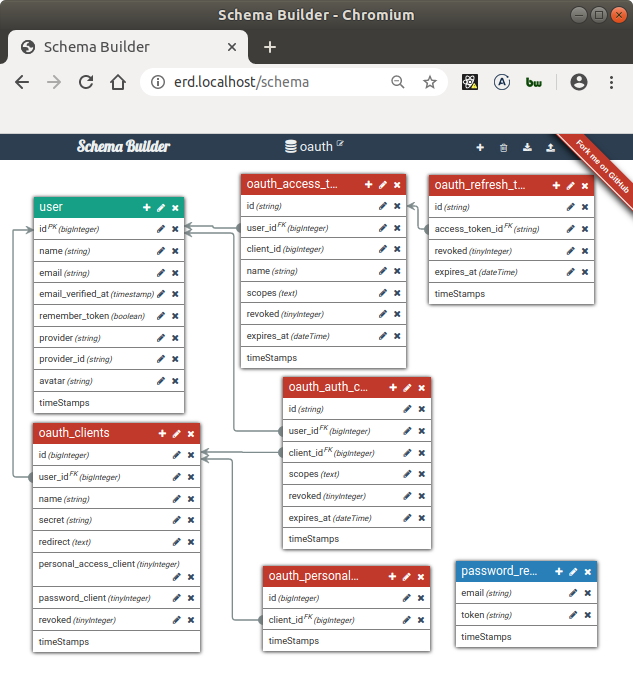 Schema Builder - Chromium
Schema Builder
erd.localhost/schema
bw
Schema Builder
oauth
Fork me on GitHub
user
id PK (bigInteger)
name (string)
email (string)
email_verified_at (timestamp)
remember_token (boolean)
provider (string)
provider_id (string)
avatar (string)
timeStamps
oauth_access_t...
id (string)
user_id FK (bigInteger)
client_id (bigInteger)
name (string)
scopes (text)
revoked (tinyInteger)
expires_at (dateTime)
timeStamps
oauth_refresh_t...
id (string)
access_token_id FK (string)
revoked (tinyInteger)
expires_at (dateTime)
timeStamps
oauth_auth_c...
id (string)
user_id FK (bigInteger)
client_id FK (bigInteger)
scopes (text)
revoked (tinyInteger)
expires_at (dateTime)
timeStamps
oauth_clients
id (bigInteger)
user_id FK (bigInteger)
name (string)
secret (string)
redirect (text)
personal_access_client (tinyInteger)
password_client (tinyInteger)
revoked (tinyInteger)
timeStamps
oauth_personal...
id (bigInteger)
client_id FK (bigInteger)
timeStamps
password_re...
email (string)
token (string)
timeStamps